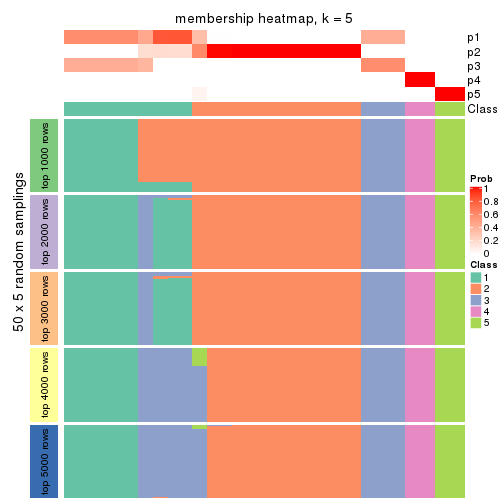 membership heatmap, k = 5
p1
p2
p3
p4
p5
Class
50 x 5 random samplings
top 1000 rows
top 2000 rows
top 3000 rows
top 4000 rows
top 5000 rows
Prob
1
0.8
0.6
0.4
0.2
0
Class
1
2
3
4
5